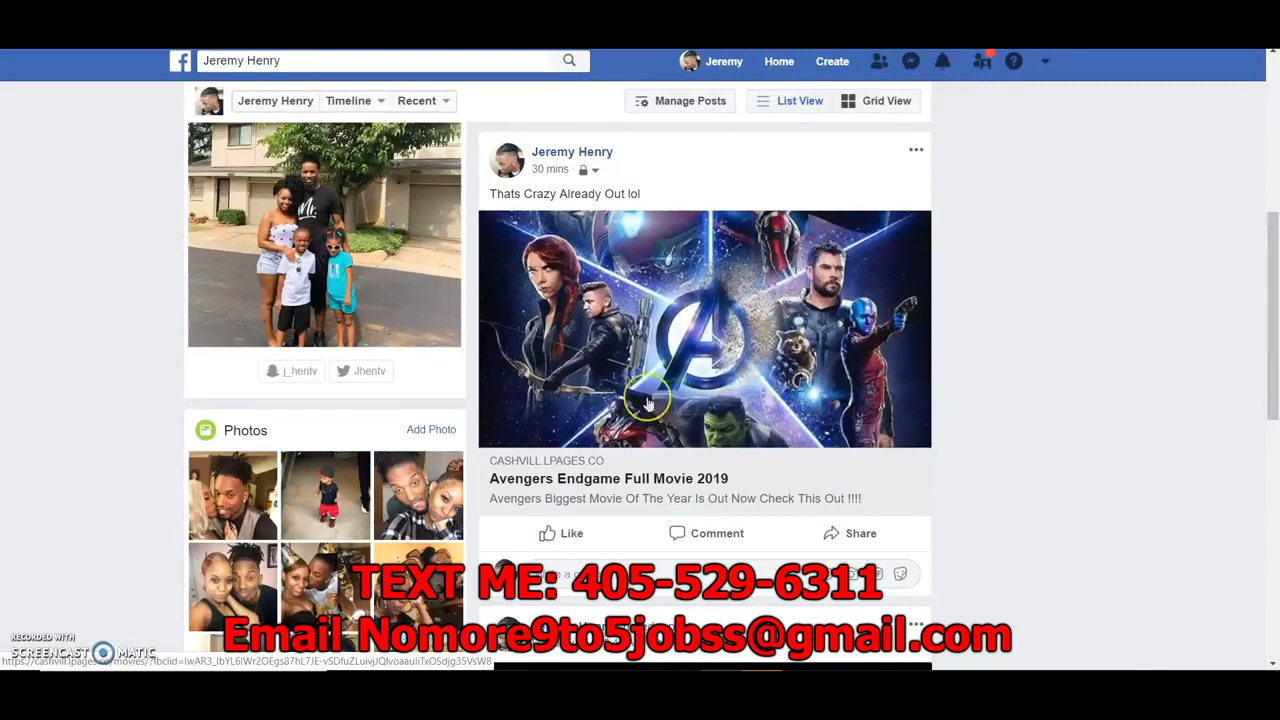 Jeremy Henry
Jeremy
Home
Create
Jeremy Henry
Timeline
Recent
Manage Posts
List View
Grid View
Jeremy Henry
30 mins
Thats Crazy Already Out lol
Mr.
A
CASHVILL.LPAGES.CO
Avengers Endgame Full Movie 2019
Avengers Biggest Movie Of The Year Is Out Now Check This Out !!!!
j_hentv
Jhentv
Photos
Add Photo
Like
Comment
Share
TEXT ME: 405-529-6311
Email Nomore9to5jobss@gmail.com
RECORDED WITH
SCREENCAST MATIC